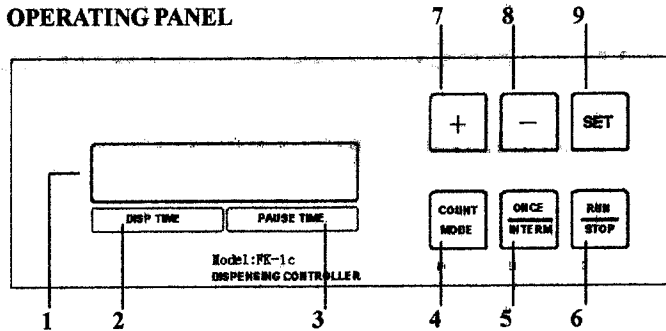 OPERATING PANEL
7 8 9
+ − SET
DISP TIME PAUSE TIME
COUNT MODE
ONCE INTERM
RUN STOP
Model:FK-1c
DISPENSING CONTROLLER
1 2 3 4 5 6